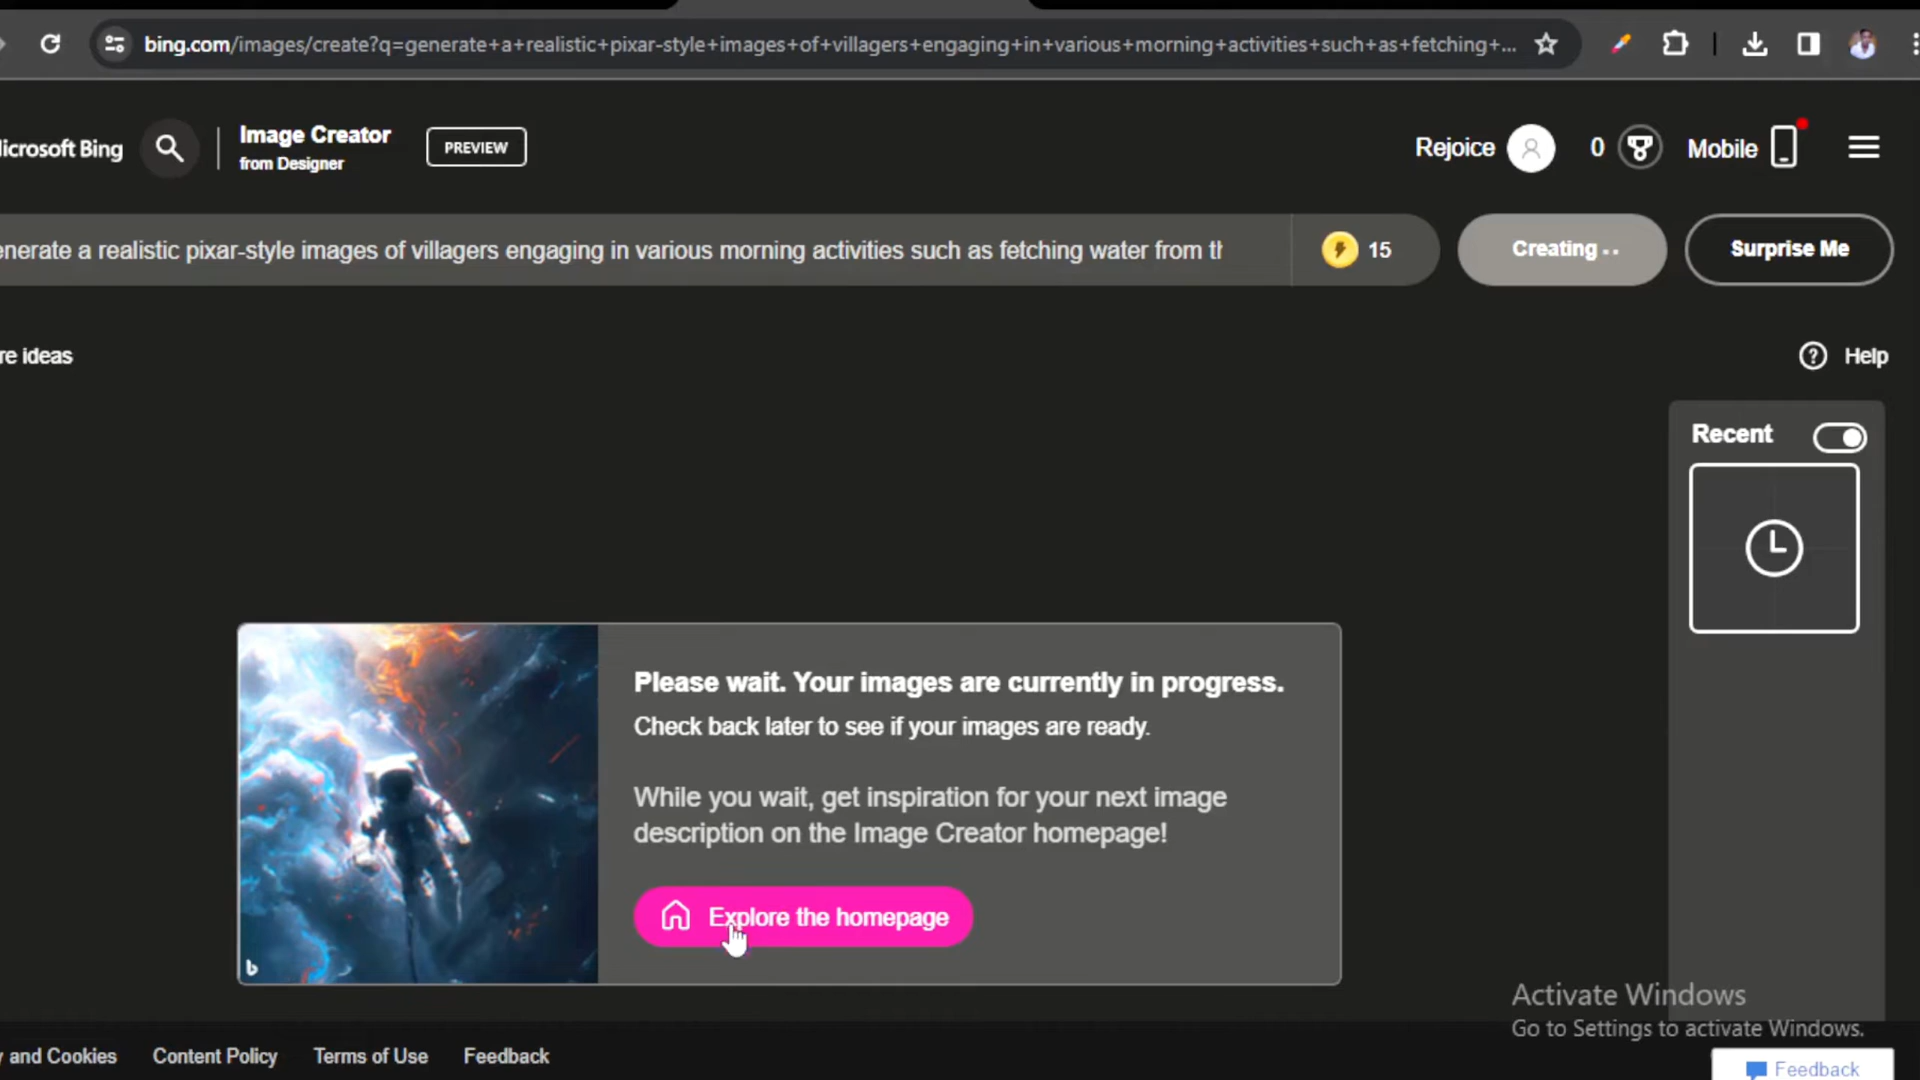 bing.com/images/create?q=generate+a+realistic+pixar-style+images+of+villagers+engaging+in+various+morning+activities+such+as+fetching+...
icrosoft Bing
Image Creator
from Designer
PREVIEW
Rejoice
0
Mobile
enerate a realistic pixar-style images of villagers engaging in various morning activities such as fetching water from th
15
Creating ..
Surprise Me
re ideas
Help
Recent
Please wait. Your images are currently in progress.
Check back later to see if your images are ready.
While you wait, get inspiration for your next image
description on the Image Creator homepage!
Explore the homepage
b
Activate Windows
Go to Settings to activate Windows.
y and Cookies
Content Policy
Terms of Use
Feedback
Feedback